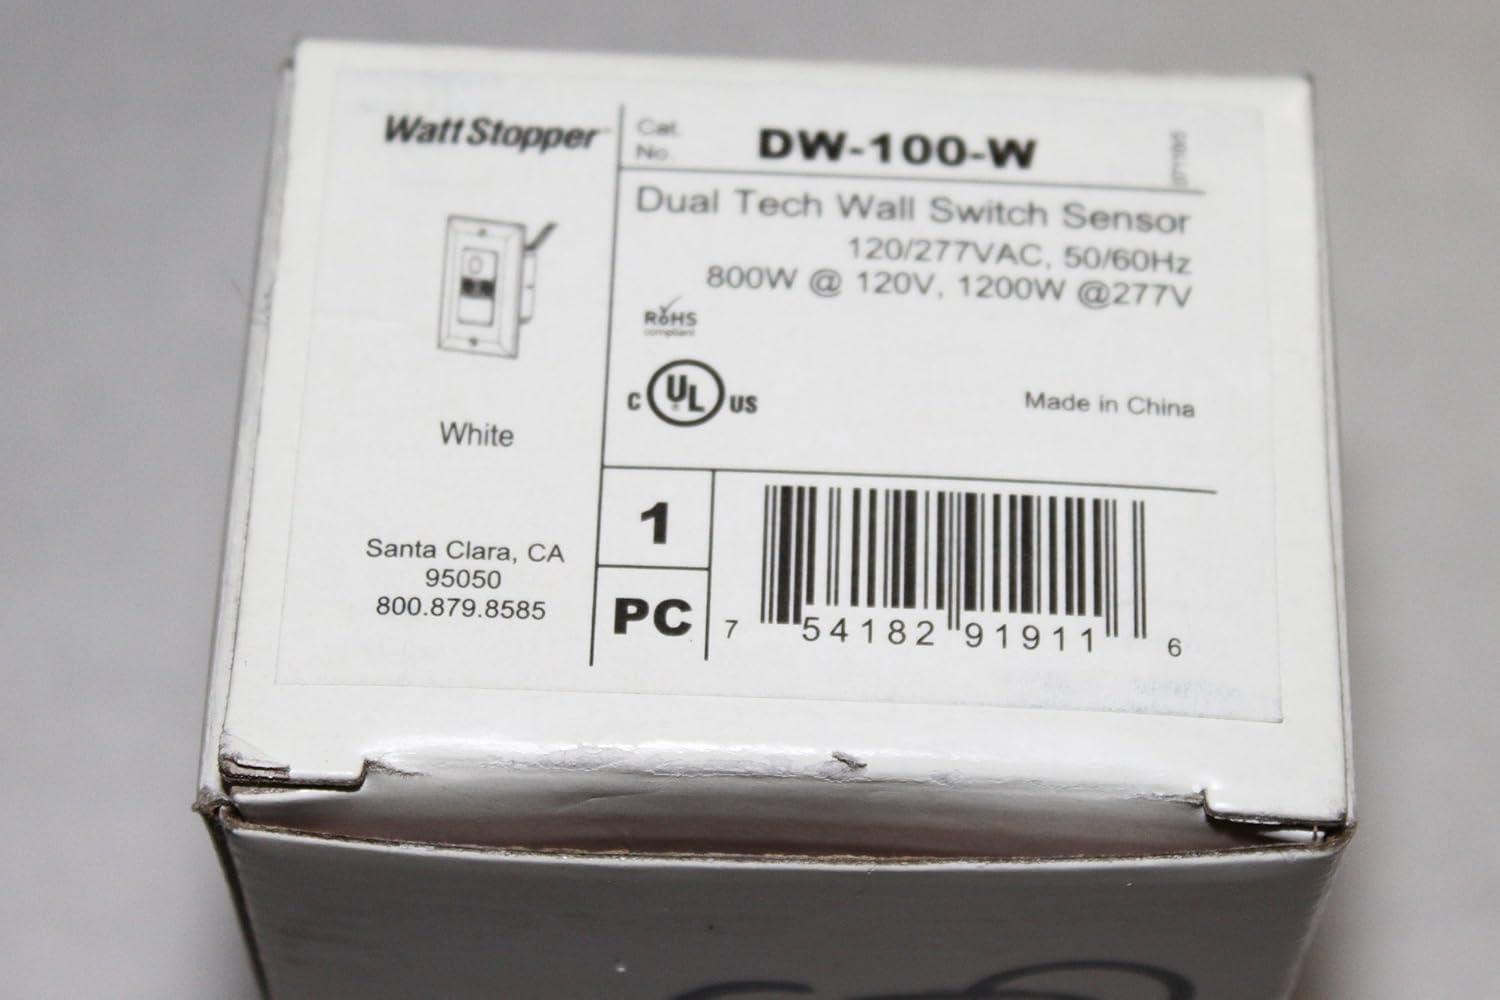 WattStopper
Cat. No.
DW-100-W
Dual Tech Wall Switch Sensor
120/277VAC, 50/60Hz
800W @ 120V, 1200W @277V
RoHS
compliant
C UL US
Made in China
White
Santa Clara, CA
95050
800.879.8585
1
PC
7 54182 91911 6